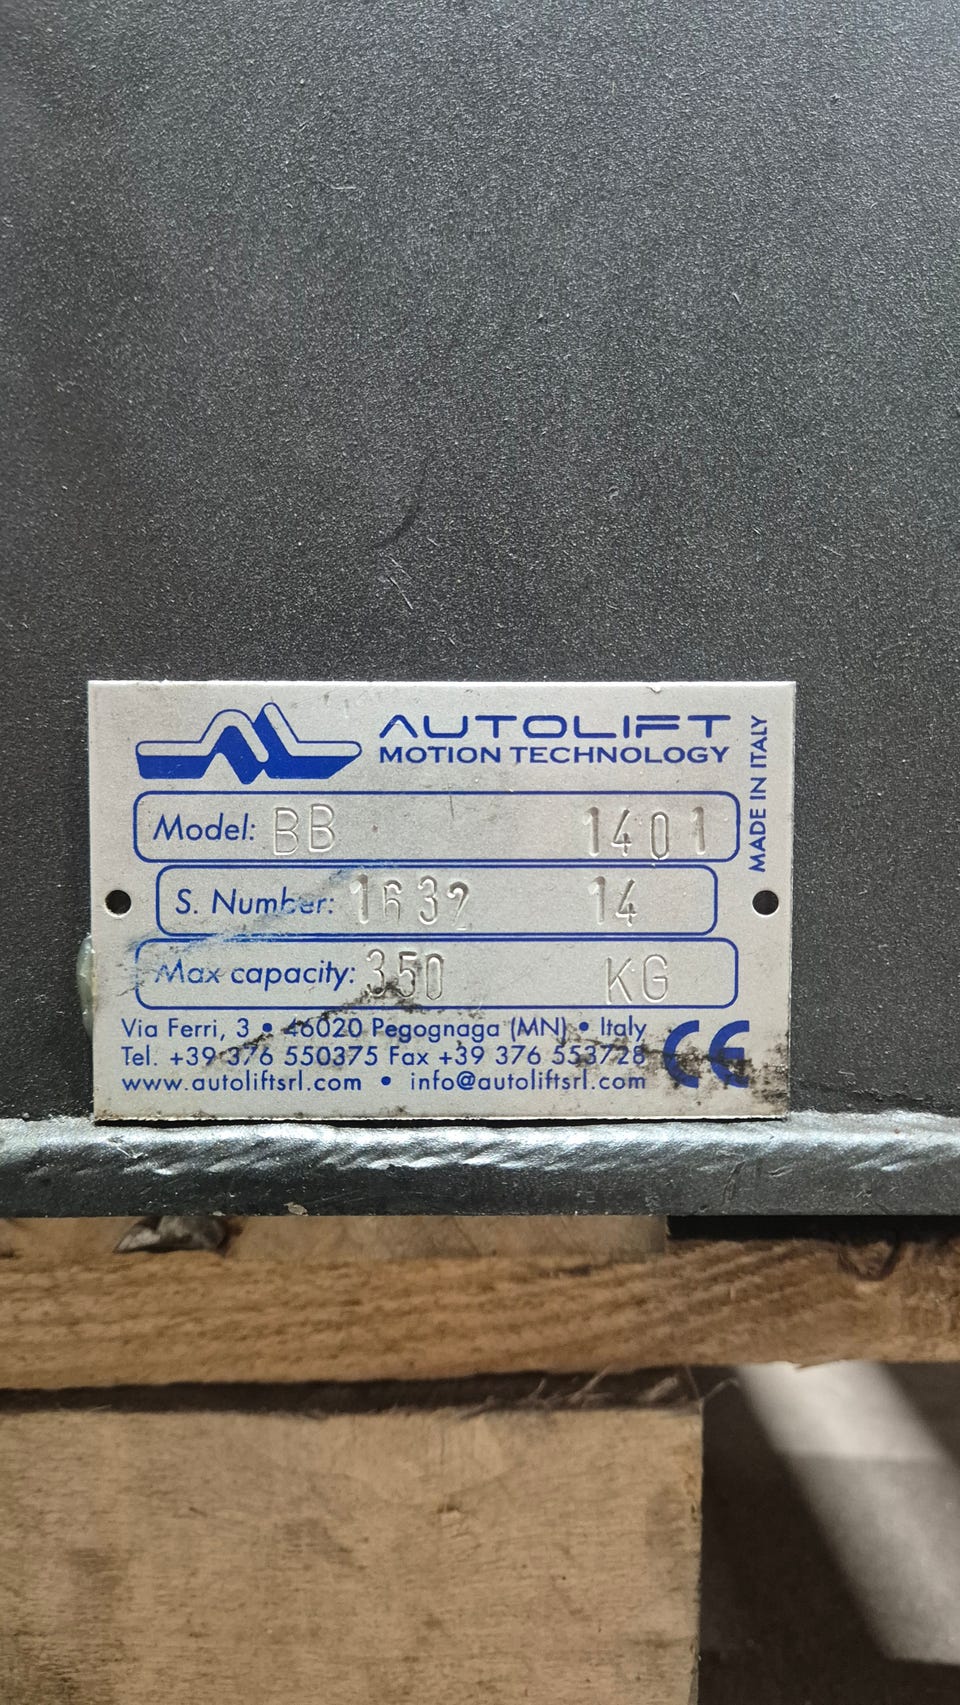 AUTOLIFT
MOTION TECHNOLOGY
MADE IN ITALY
Model: BB 1401
S. Number: 1632 14
Max capacity: 350 KG
Via Ferri, 3 • 46020 Pegognaga (MN) • Italy
Tel. +39 376 550375 Fax +39 376 553728
www.autoliftsrl.com • info@autoliftsrl.com
CE